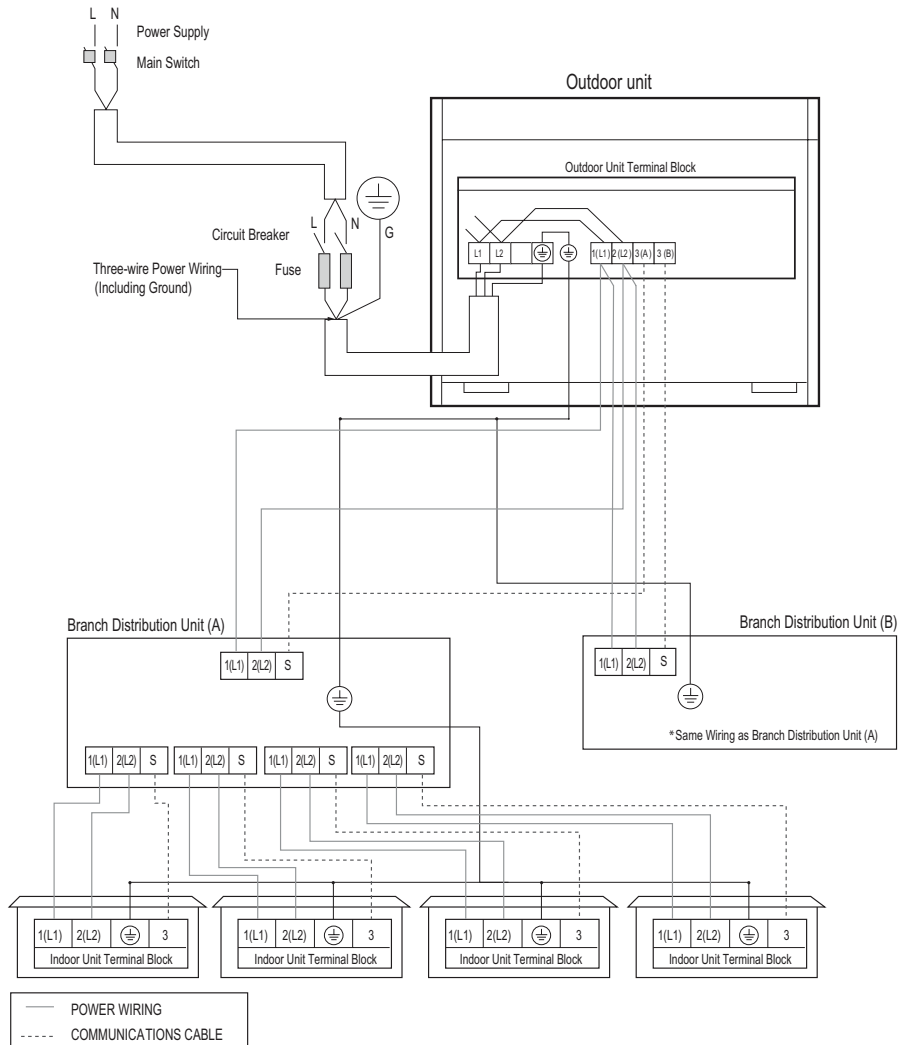 L N
Power Supply
Main Switch
Outdoor unit
Outdoor Unit Terminal Block
L N
G
Circuit Breaker
Fuse
Three-wire Power Wiring
(Including Ground)
L1 L2
1(L1) 2(L2) 3(A) 3(B)
Branch Distribution Unit (A)
1(L1) 2(L2) S
Branch Distribution Unit (B)
1(L1) 2(L2) S
*Same Wiring as Branch Distribution Unit (A)
1(L1) 2(L2) S
1(L1) 2(L2) S
1(L1) 2(L2) S
1(L1) 2(L2) S
1(L1) 2(L2) 3
Indoor Unit Terminal Block
1(L1) 2(L2) 3
Indoor Unit Terminal Block
1(L1) 2(L2) 3
Indoor Unit Terminal Block
1(L1) 2(L2) 3
Indoor Unit Terminal Block
POWER WIRING
COMMUNICATIONS CABLE